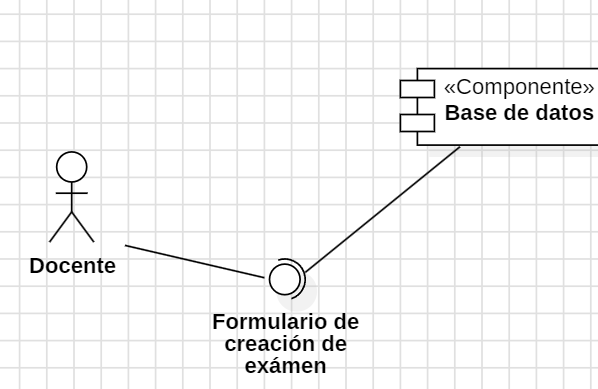 «Componente»
Base de datos
Docente
Formulario de
creación de
exámen